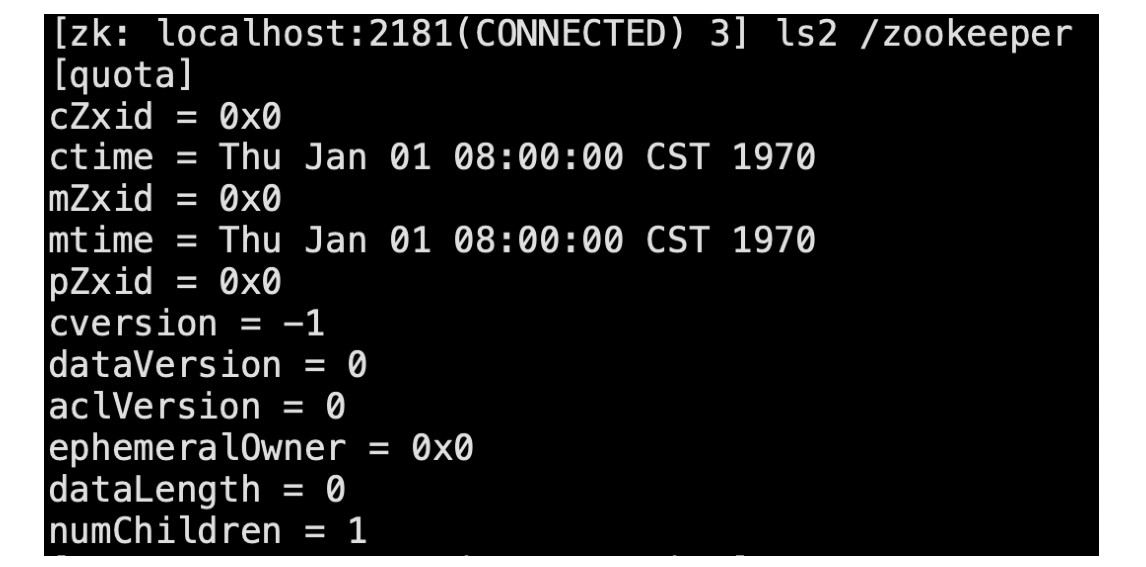 [zk: localhost:2181(CONNECTED) 3] ls2 /zookeeper
[quota]
cZxid = 0x0
ctime = Thu Jan 01 08:00:00 CST 1970
mZxid = 0x0
mtime = Thu Jan 01 08:00:00 CST 1970
pZxid = 0x0
cversion = -1
dataVersion = 0
aclVersion = 0
ephemeralOwner = 0x0
dataLength = 0
numChildren = 1